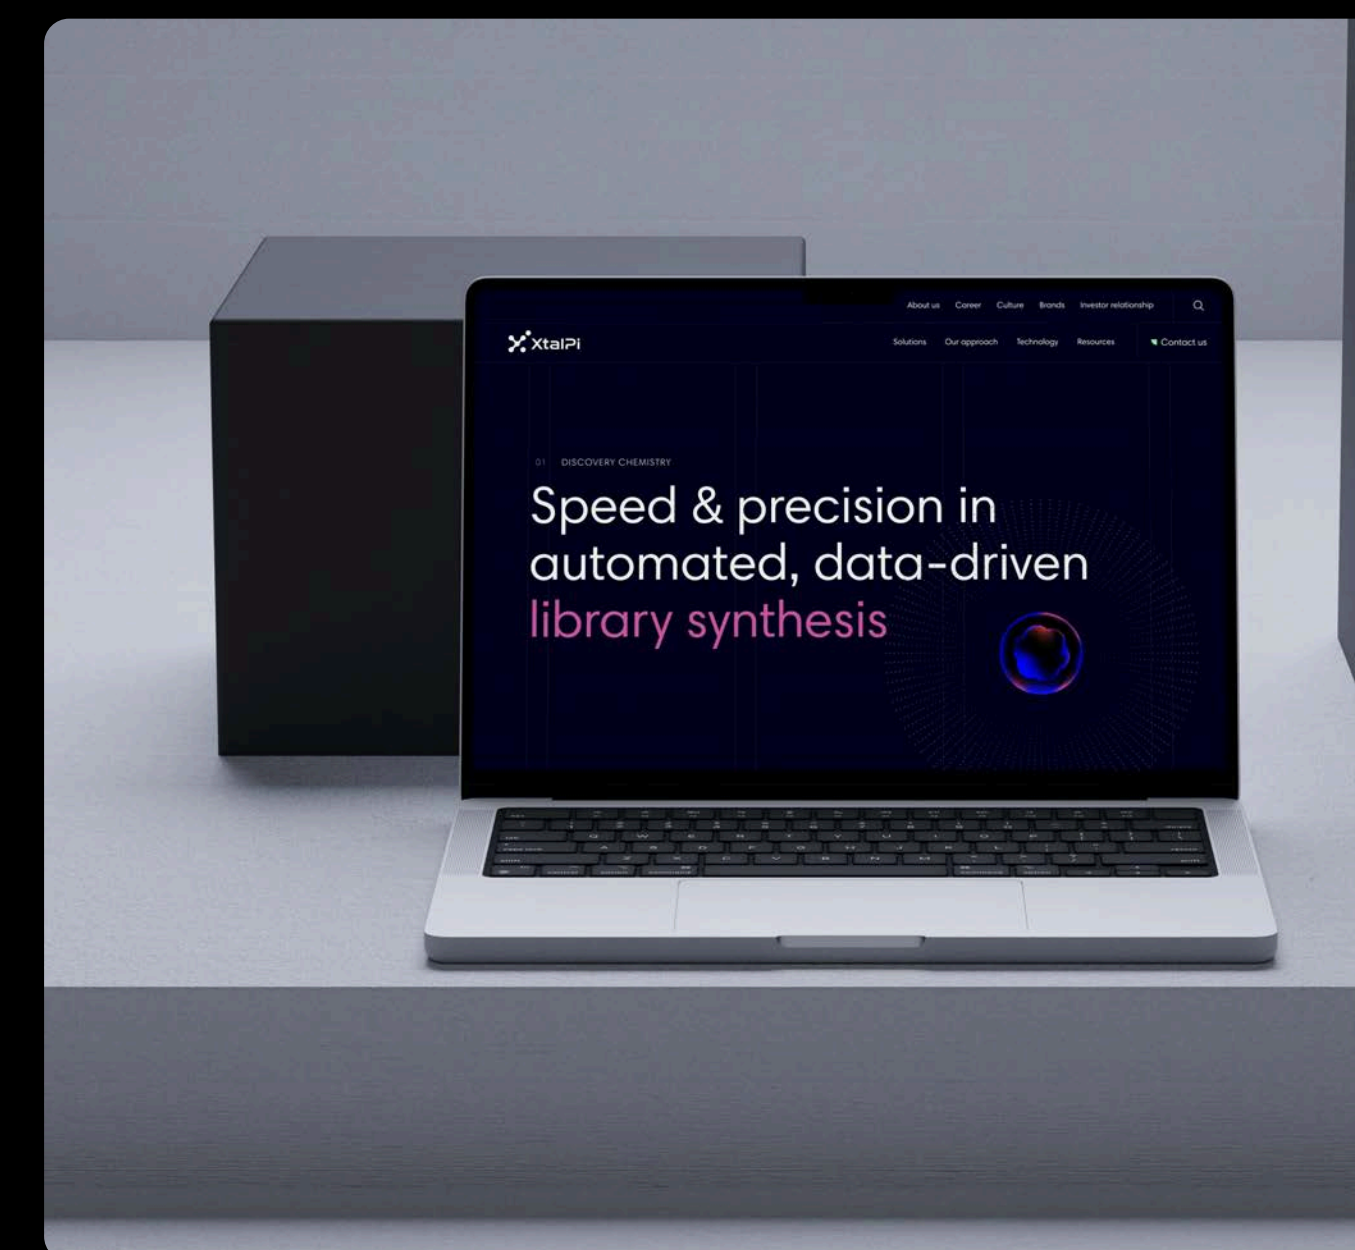 About us Career Culture Brands Investor relationship
XtalPi
Solutions Our approach Technology Resources Contact us
01 DISCOVERY CHEMISTRY
Speed & precision in
automated, data-driven
library synthesis